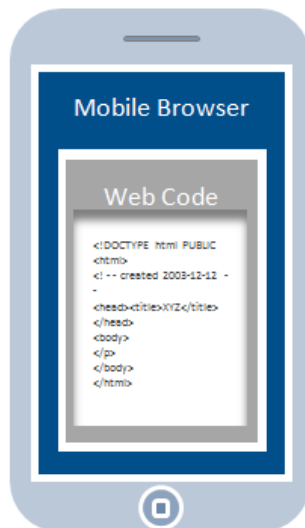 Mobile Browser
Web Code
<!DOCTYPE html PUBLIC
<html>
<! -- created 2003-12-12 -
-
<head><title>XYZ</title>
</head>
<body>
</p>
</body>
</html>